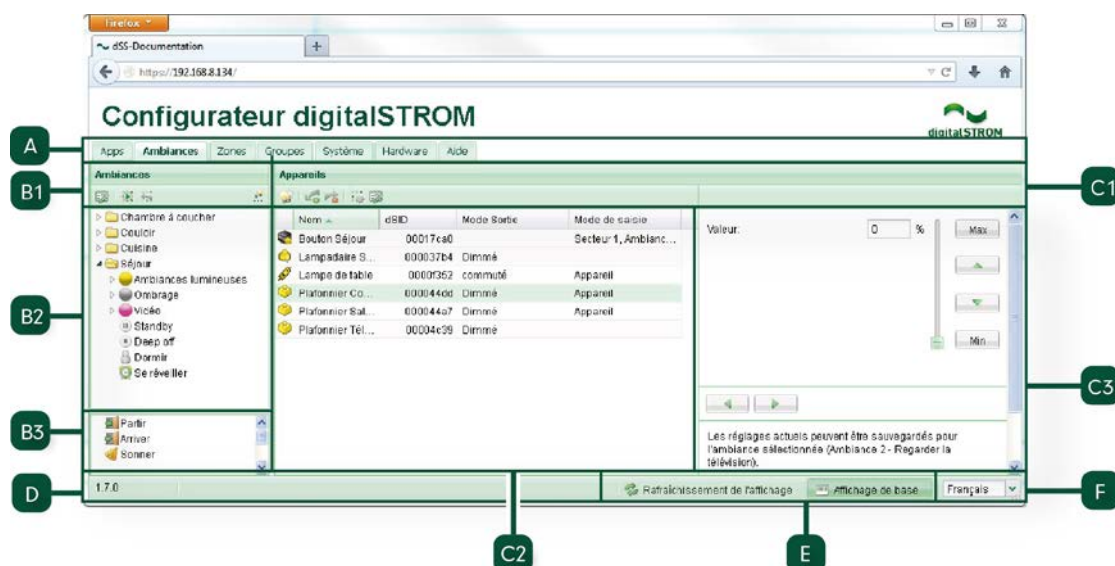 Firefox
dSS-Documentation
https://192.168.8.134/
Configurateur digitalSTROM
digitalSTROM
A
Apps Ambiances Zones Groupes Système Hardware Aide
Ambiances Appareils
B1
C1
Chambre à coucher
Couloir
Cuisine
Séjour
Ambiances lumineuses
Ombrage
Vidéo
Standby
Deep off
Dormir
Se réveiller
B2
Nom dSID Mode Sortie Mode de saisie
Bouton Séjour 00017ca0 Secteur 1, Ambianc...
Lampadaire S... 000037b4 Dimmé
Lampe de table 0000f352 commuté Appareil
Plafonnier Co... 000044dd Dimmé Appareil
Plafonnier Sal... 000044a7 Dimmé Appareil
Plafonnier Tél... 00004c39 Dimmé
Valeur: 0 % Max
Min
C3
B3
Partir
Arriver
Sonner
Les réglages actuels peuvent être sauvegardés pour
l'ambiance sélectionnée (Ambiance 2 - Regarder la
télévision).
D
1.7.0 Rafraîchissement de l'affichage Affichage de base Français
F
C2
E